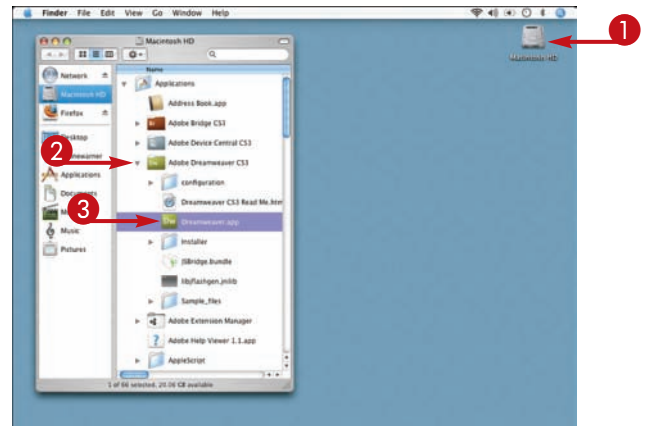 Finder File Edit View Go Window Help
1
Macintosh HD
Macintosh HD
Name
Network
Applications
Macintosh HD
Address Book.app
Firefox
Adobe Bridge CS3
Adobe Device Central CS3
Desktop
2
Adobe Dreamweaver CS3
Applications
configuration
Documents
Dreamweaver CS3 Read Me.htm
3
Dreamweaver.app
Music
Installer
Pictures
JSBridge.bundle
libflashgen.jnilib
Sample_files
Adobe Extension Manager
Adobe Help Viewer 1.1.app
AppleScript
1 of 66 selected, 20.06 GB available